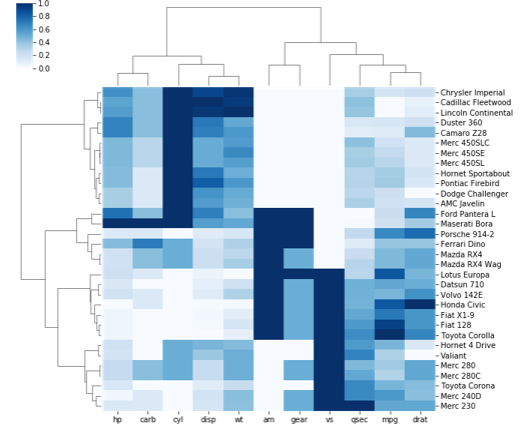 1.0
0.8
0.6
0.4
0.2
0.0
Chrysler Imperial
Cadillac Fleetwood
Lincoln Continental
Duster 360
Camaro Z28
Merc 450SLC
Merc 450SE
Merc 450SL
Hornet Sportabout
Pontiac Firebird
Dodge Challenger
AMC Javelin
Ford Pantera L
Maserati Bora
Porsche 914-2
Ferrari Dino
Mazda RX4
Mazda RX4 Wag
Lotus Europa
Datsun 710
Volvo 142E
Honda Civic
Fiat X1-9
Fiat 128
Toyota Corolla
Hornet 4 Drive
Valiant
Merc 280
Merc 280C
Toyota Corona
Merc 240D
Merc 230
hp carb cyl disp wt am gear vs qsec mpg drat